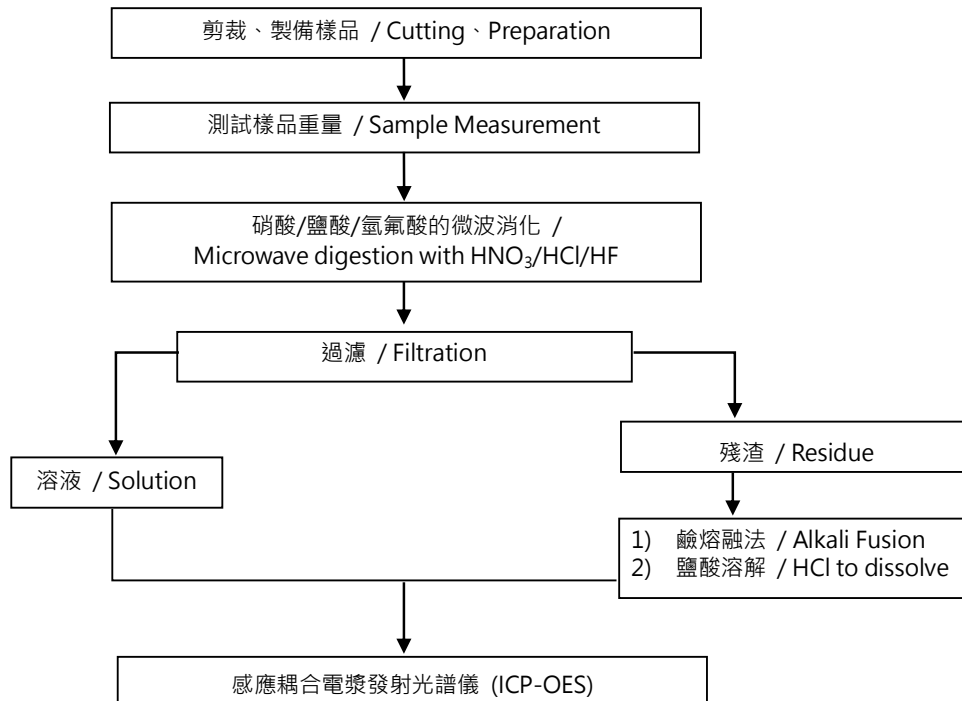 剪裁、製備樣品 / Cutting、Preparation
測試樣品重量 / Sample Measurement
硝酸/鹽酸/氫氟酸的微波消化 /
Microwave digestion with HNO₃/HCl/HF
過濾 / Filtration
溶液 / Solution
殘渣 / Residue
1) 鹼熔融法 / Alkali Fusion
2) 鹽酸溶解 / HCl to dissolve
感應耦合電漿發射光譜儀 (ICP-OES)